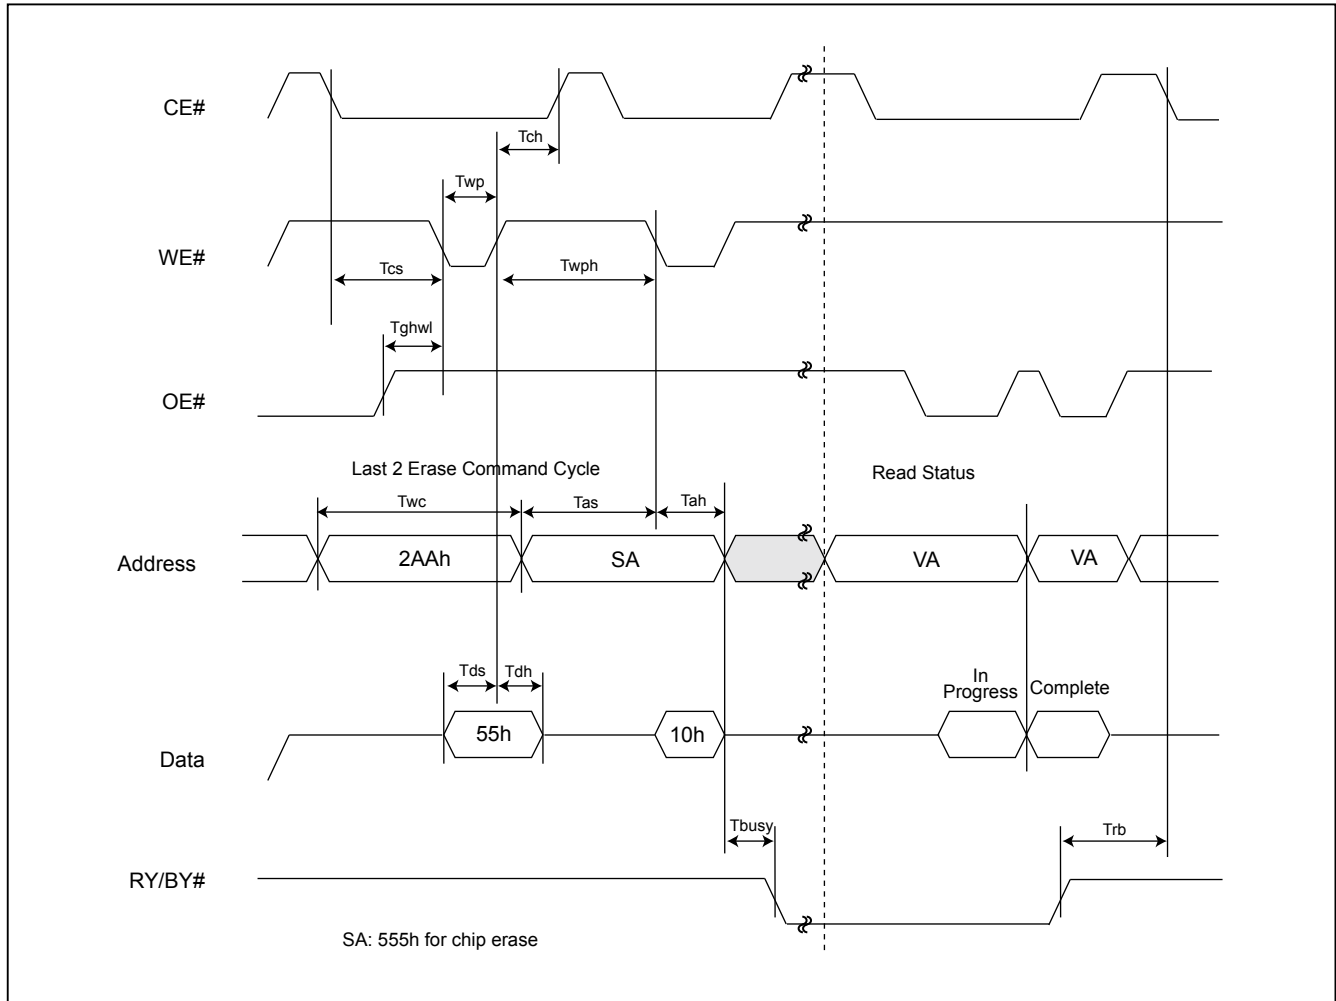 CE#
Tch
Twp
WE#
Tcs
Twph
Tghwl
OE#
Last 2 Erase Command Cycle
Read Status
Twc
Tas
Tah
Address
2AAh
SA
VA
VA
Tds
Tdh
In
Progress
Complete
Data
55h
10h
Tbusy
Trb
RY/BY#
SA: 555h for chip erase